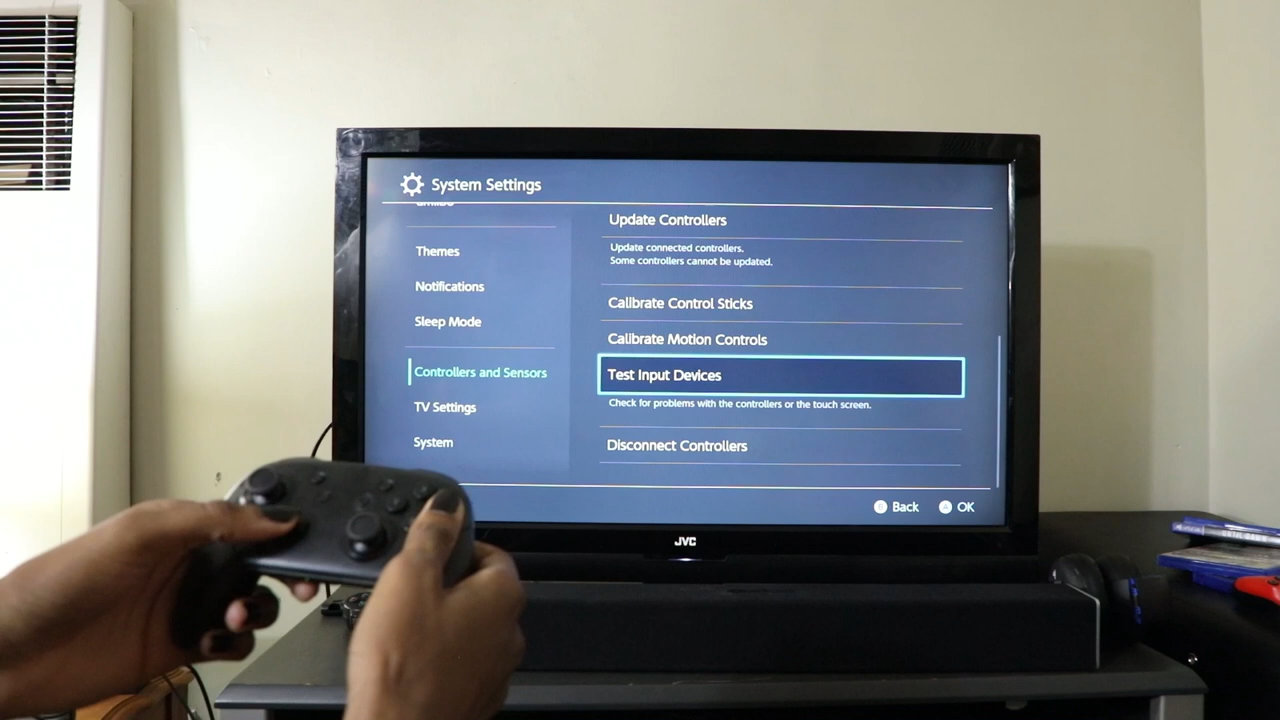 System Settings
amiibo
Themes
Notifications
Sleep Mode
Controllers and Sensors
TV Settings
System
Update Controllers
Update connected controllers.
Some controllers cannot be updated.
Calibrate Control Sticks
Calibrate Motion Controls
Test Input Devices
Check for problems with the controllers or the touch screen.
Disconnect Controllers
B Back
A OK
JVC